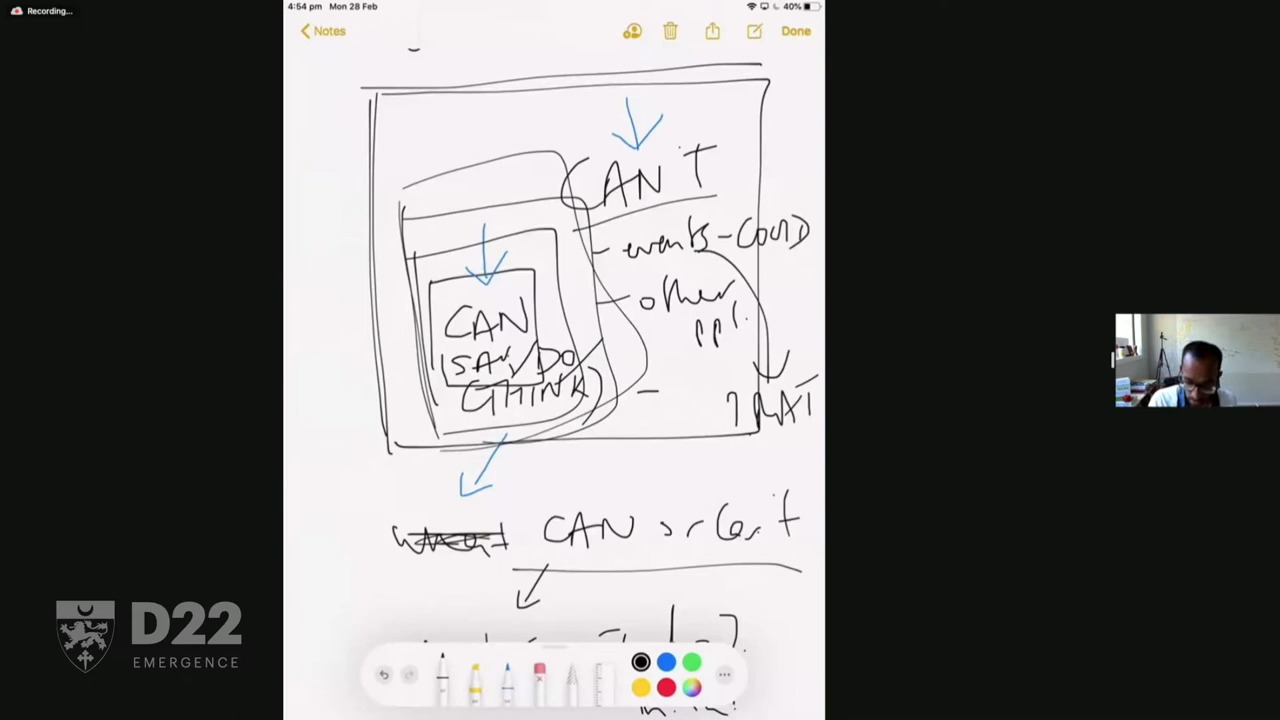 Recording...
4:54 pm Mon 28 Feb
40%
Notes
Done
CAN'T
- events - COVID
- other
ppl.
CAN
(SAY/DO/
THINK)
CAN or Can't
D22
EMERGENCE